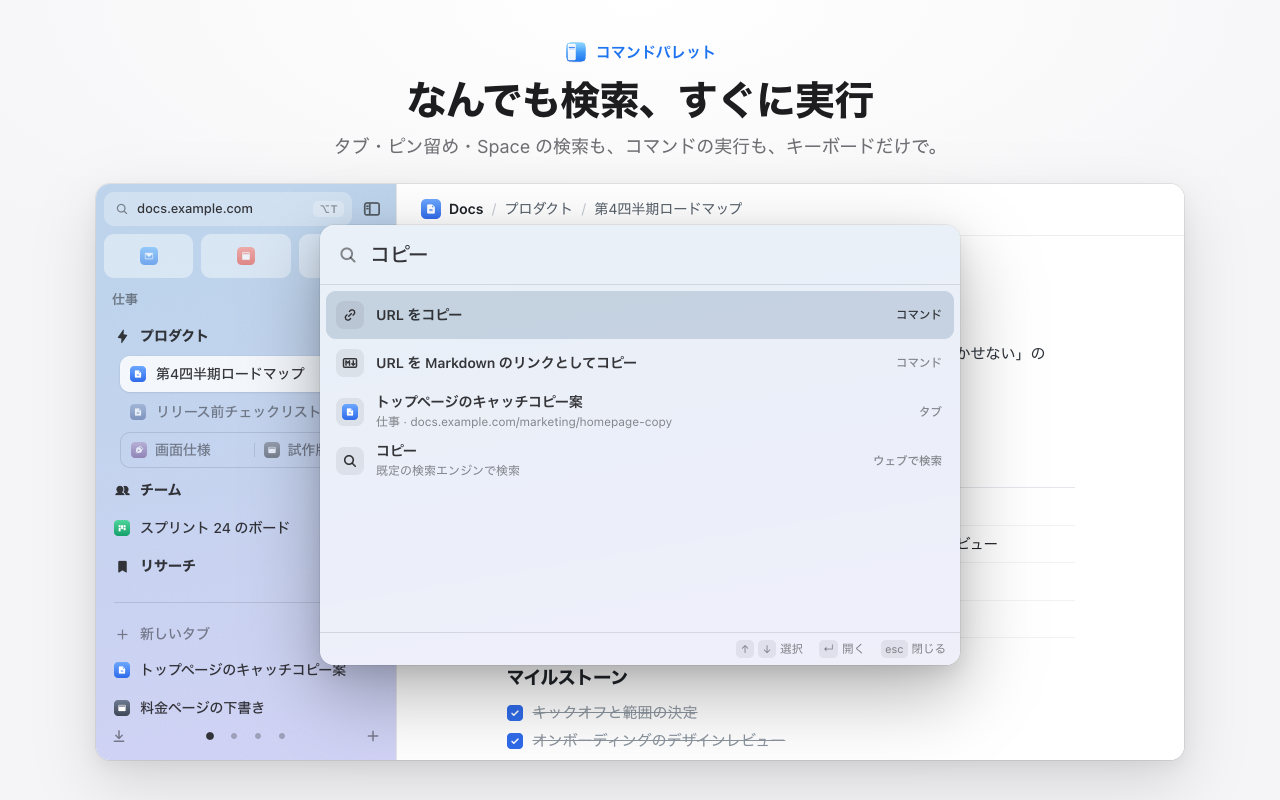 コマンドパレット
なんでも検索、すぐに実行
タブ・ピン留め・Space の検索も、コマンドの実行も、キーボードだけで。
docs.example.com
⌥T
仕事
プロダクト
第4四半期ロードマップ
リリース前チェックリスト
画面仕様
試作
チーム
スプリント 24 のボード
リサーチ
新しいタブ
トップページのキャッチコピー案
料金ページの下書き
Docs / プロダクト / 第4四半期ロードマップ
コピー
URL をコピー
コマンド
URL を Markdown のリンクとしてコピー
コマンド
トップページのキャッチコピー案
仕事 · docs.example.com/marketing/homepage-copy
タブ
コピー
既定の検索エンジンで検索
ウェブで検索
↑ ↓ 選択
↵ 開く
esc 閉じる
かせない」の
ビュー
マイルストーン
キックオフと範囲の決定
オンボーディングのデザインレビュー